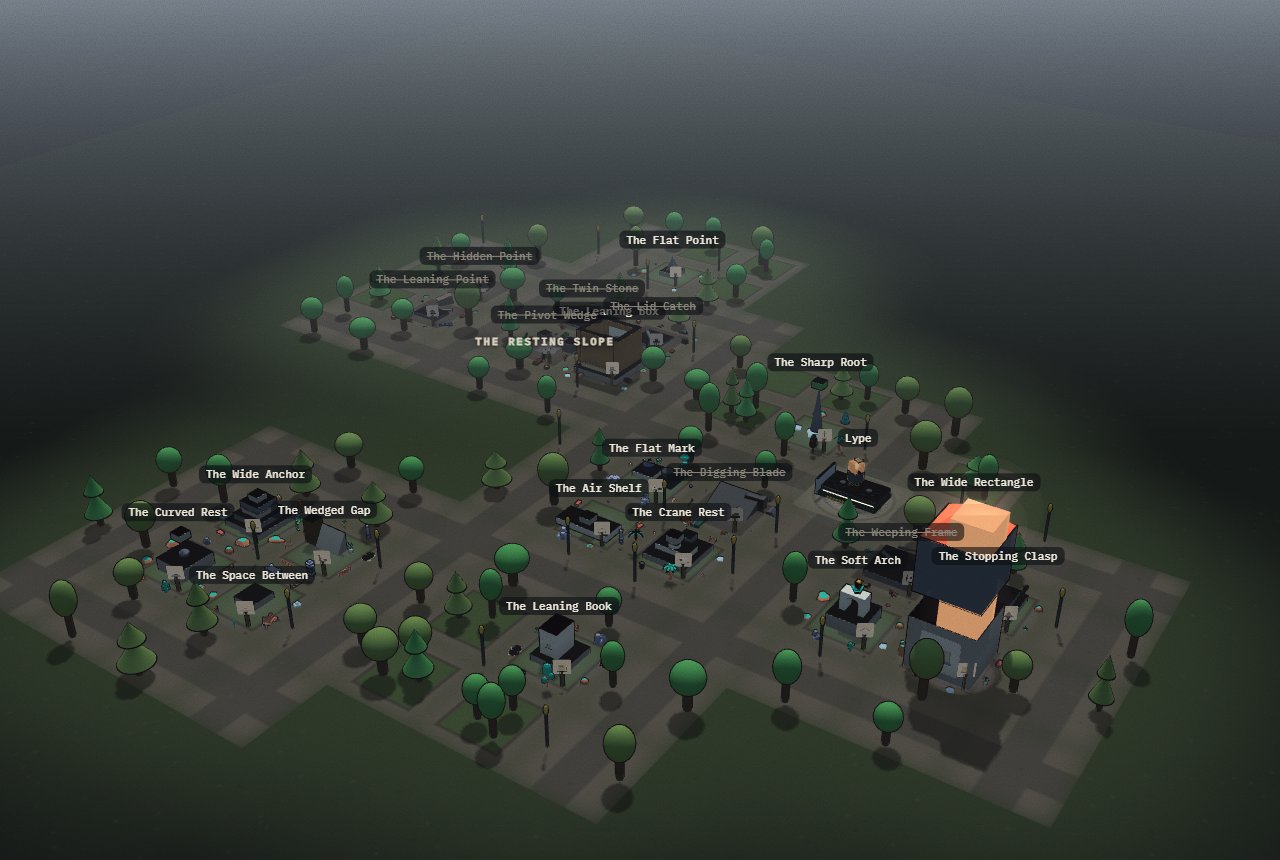 The Flat Point
The Hidden Point
The Leaning Point
The Twin Stone
The Lid Catch
The Leaning Box
The Pivot Wedge
THE RESTING SLOPE
The Sharp Root
Lype
The Flat Mark
The Digging Blade
The Wide Anchor
The Wide Rectangle
The Air Shelf
The Curved Rest
The Wedged Gap
The Crane Rest
The Weeping Frame
The Stopping Clasp
The Soft Arch
The Space Between
The Leaning Book